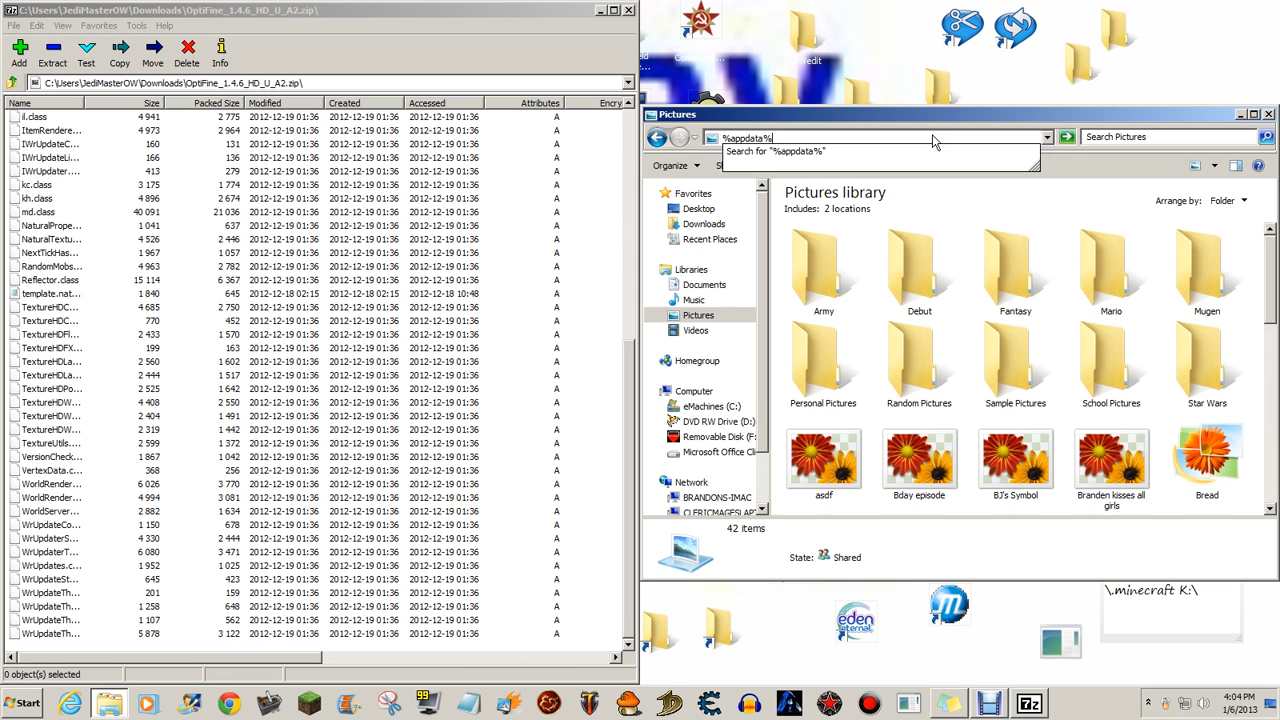 C:\Users\JediMasterOW\Downloads\OptiFine_1.4.6_HD_U_A2.zip\
File Edit View Favorites Tools Help
Add Extract Test Copy Move Delete Info
C:\Users\JediMasterOW\Downloads\OptiFine_1.4.6_HD_U_A2.zip\
Name Size Packed Size Modified Created Accessed Attributes Encry
il.class 4 941 2 775 2012-12-19 01:36 2012-12-19 01:36 2012-12-19 01:36 A
ItemRendere... 4 973 2 964 2012-12-19 01:36 2012-12-19 01:36 2012-12-19 01:36 A
IWrUpdateC... 160 131 2012-12-19 01:36 2012-12-19 01:36 2012-12-19 01:36 A
IWrUpdateLi... 166 136 2012-12-19 01:36 2012-12-19 01:36 2012-12-19 01:36 A
IWrUpdater.... 413 279 2012-12-19 01:36 2012-12-19 01:36 2012-12-19 01:36 A
kc.class 3 175 1 774 2012-12-19 01:36 2012-12-19 01:36 2012-12-19 01:36 A
kh.class 4 896 2 674 2012-12-19 01:36 2012-12-19 01:36 2012-12-19 01:36 A
md.class 40 091 21 036 2012-12-19 01:36 2012-12-19 01:36 2012-12-19 01:36 A
NaturalPrope... 1 041 637 2012-12-19 01:36 2012-12-19 01:36 2012-12-19 01:36 A
NaturalTextu... 4 526 2 446 2012-12-19 01:36 2012-12-19 01:36 2012-12-19 01:36 A
NextTickHas... 1 967 1 057 2012-12-19 01:36 2012-12-19 01:36 2012-12-19 01:36 A
RandomMobs... 4 963 2 782 2012-12-19 01:36 2012-12-19 01:36 2012-12-19 01:36 A
Reflector.class 15 114 6 367 2012-12-19 01:36 2012-12-19 01:36 2012-12-19 01:36 A
template.nat... 1 840 645 2012-12-18 02:15 2012-12-18 02:15 2012-12-18 10:48 A
TextureHDC... 4 685 2 750 2012-12-19 01:36 2012-12-19 01:36 2012-12-19 01:36 A
TextureHDC... 770 452 2012-12-19 01:36 2012-12-19 01:36 2012-12-19 01:36 A
TextureHDFl... 2 433 1 570 2012-12-19 01:36 2012-12-19 01:36 2012-12-19 01:36 A
TextureHDFX... 199 163 2012-12-19 01:36 2012-12-19 01:36 2012-12-19 01:36 A
TextureHDLa... 2 560 1 602 2012-12-19 01:36 2012-12-19 01:36 2012-12-19 01:36 A
TextureHDLa... 2 444 1 517 2012-12-19 01:36 2012-12-19 01:36 2012-12-19 01:36 A
TextureHDPo... 2 525 1 642 2012-12-19 01:36 2012-12-19 01:36 2012-12-19 01:36 A
TextureHDW... 4 408 2 550 2012-12-19 01:36 2012-12-19 01:36 2012-12-19 01:36 A
TextureHDW... 2 404 1 491 2012-12-19 01:36 2012-12-19 01:36 2012-12-19 01:36 A
TextureHDW... 2 319 1 442 2012-12-19 01:36 2012-12-19 01:36 2012-12-19 01:36 A
TextureUtils.... 2 599 1 372 2012-12-19 01:36 2012-12-19 01:36 2012-12-19 01:36 A
VersionCheck... 1 867 1 042 2012-12-19 01:36 2012-12-19 01:36 2012-12-19 01:36 A
VertexData.c... 368 256 2012-12-19 01:36 2012-12-19 01:36 2012-12-19 01:36 A
WorldRender... 6 026 3 770 2012-12-19 01:36 2012-12-19 01:36 2012-12-19 01:36 A
WorldRender... 4 994 3 081 2012-12-19 01:36 2012-12-19 01:36 2012-12-19 01:36 A
WorldServer... 2 882 1 634 2012-12-19 01:36 2012-12-19 01:36 2012-12-19 01:36 A
WrUpdateCo... 1 150 678 2012-12-19 01:36 2012-12-19 01:36 2012-12-19 01:36 A
WrUpdaterS... 4 330 2 444 2012-12-19 01:36 2012-12-19 01:36 2012-12-19 01:36 A
WrUpdaterT... 6 080 3 471 2012-12-19 01:36 2012-12-19 01:36 2012-12-19 01:36 A
WrUpdates.c... 1 952 1 025 2012-12-19 01:36 2012-12-19 01:36 2012-12-19 01:36 A
WrUpdateSt... 645 423 2012-12-19 01:36 2012-12-19 01:36 2012-12-19 01:36 A
WrUpdateTh... 201 159 2012-12-19 01:36 2012-12-19 01:36 2012-12-19 01:36 A
WrUpdateTh... 1 258 648 2012-12-19 01:36 2012-12-19 01:36 2012-12-19 01:36 A
WrUpdateTh... 1 107 562 2012-12-19 01:36 2012-12-19 01:36 2012-12-19 01:36 A
WrUpdateTh... 5 878 3 122 2012-12-19 01:36 2012-12-19 01:36 2012-12-19 01:36 A
0 object(s) selected
Pictures
%appdata%
Search Pictures
Search for "%appdata%"
Organize
Favorites
Desktop
Downloads
Recent Places
Libraries
Documents
Music
Pictures
Videos
Homegroup
Computer
eMachines (C:)
DVD RW Drive (D:)
Removable Disk (F:
Microsoft Office Cli
Network
BRANDONS-IMAC
CLERICMAGESLAPT
Pictures library
Includes: 2 locations
Arrange by: Folder
Army Debut Fantasy Mario Mugen
Personal Pictures Random Pictures Sample Pictures School Pictures Star Wars
asdf Bday episode BJ's Symbol Branden kisses all girls Bread
42 items
State: Shared
eden eternal
\.minecraft K:\
Start
99
7z
4:04 PM
1/6/2013